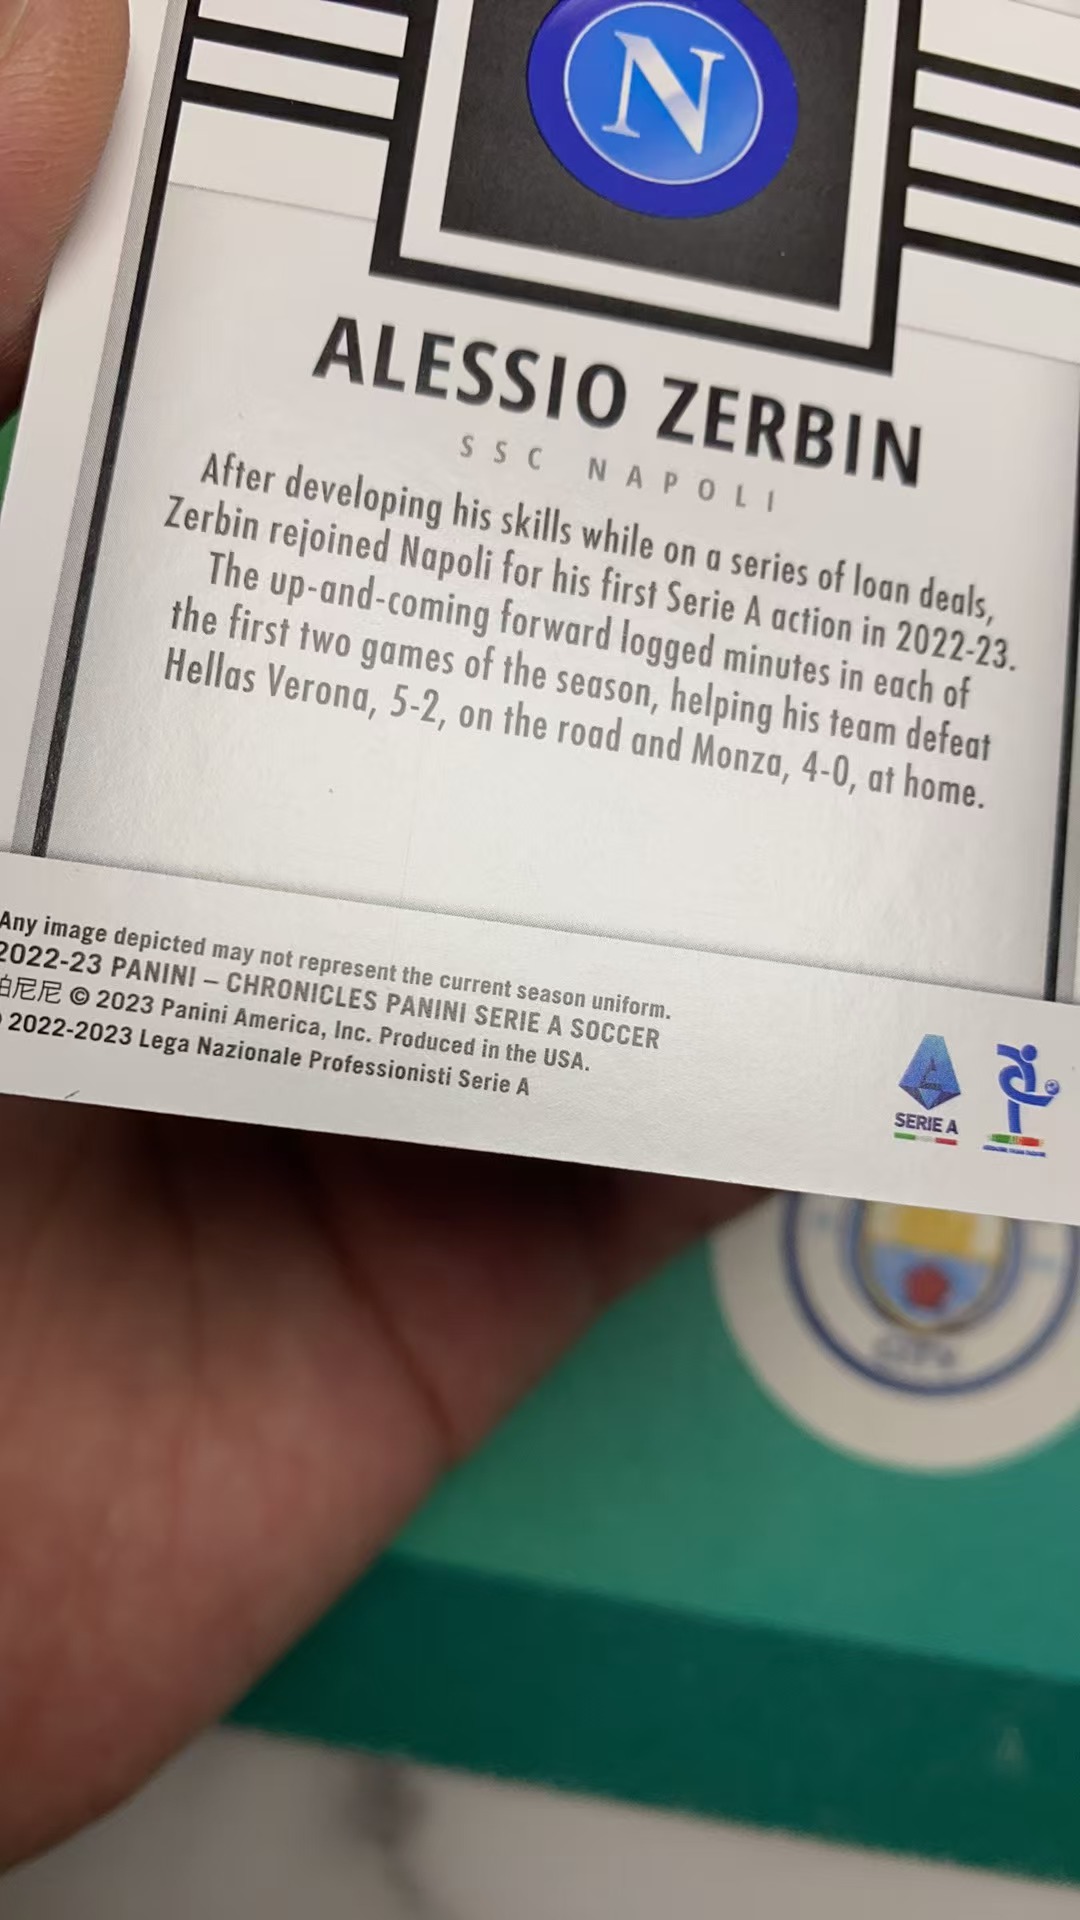 N
ALESSIO ZERBIN
SSC NAPOLI
After developing his skills while on a series of loan deals,
Zerbin rejoined Napoli for his first Serie A action in 2022-23.
The up-and-coming forward logged minutes in each of
the first two games of the season, helping his team defeat
Hellas Verona, 5-2, on the road and Monza, 4-0, at home.
Any image depicted may not represent the current season uniform.
2022-23 PANINI – CHRONICLES PANINI SERIE A SOCCER
帕尼尼 © 2023 Panini America, Inc. Produced in the USA.
2022-2023 Lega Nazionale Professionisti Serie A
SERIE A